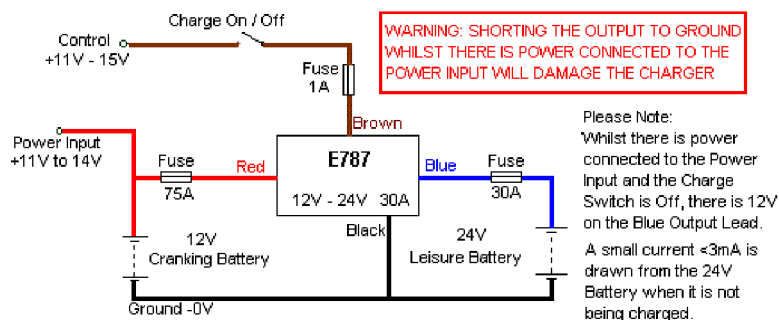 Charge On / Off
Control
+11V - 15V
WARNING: SHORTING THE OUTPUT TO GROUND
WHILST THERE IS POWER CONNECTED TO THE
POWER INPUT WILL DAMAGE THE CHARGER
Fuse
1A
Brown
Power Input
+11V to 14V
Fuse
75A
Red
E787
12V - 24V 30A
Blue
Fuse
30A
Black
12V
Cranking Battery
24V
Leisure Battery
Ground -0V
Please Note:
Whilst there is power
connected to the Power
Input and the Charge
Switch is Off, there is 12V
on the Blue Output Lead.
A small current <3mA is
drawn from the 24V
Battery when it is not
being charged.